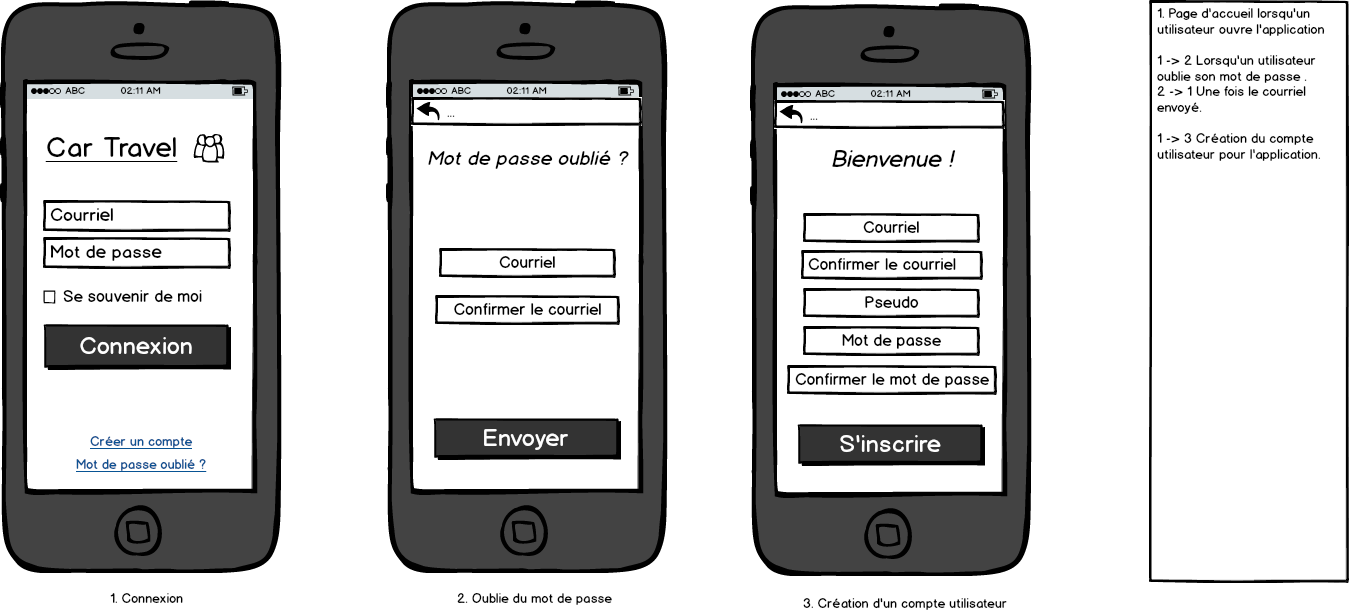 ABC 02:11 AM
Car Travel
Courriel
Mot de passe
Se souvenir de moi
Connexion
Créer un compte
Mot de passe oublié ?
1. Connexion
ABC 02:11 AM
...
Mot de passe oublié ?
Courriel
Confirmer le courriel
Envoyer
2. Oublie du mot de passe
ABC 02:11 AM
...
Bienvenue !
Courriel
Confirmer le courriel
Pseudo
Mot de passe
Confirmer le mot de passe
S'inscrire
3. Création d'un compte utilisateur
1. Page d'accueil lorsqu'un
utilisateur ouvre l'application
1 -> 2 Lorsqu'un utilisateur
oublie son mot de passe .
2 -> 1 Une fois le courriel
envoyé.
1 -> 3 Création du compte
utilisateur pour l'application.